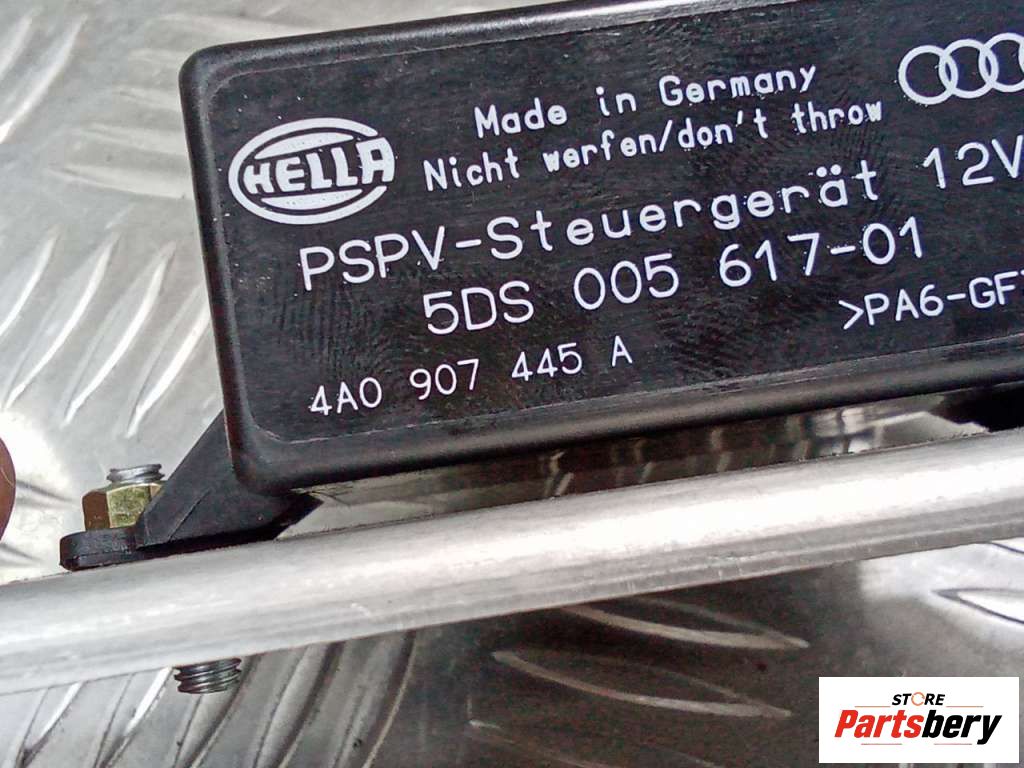 HELLA
Made in Germany
Nicht werfen/don't throw
PSPV-Steuergerät 12V
5DS 005 617-01
>PA6-GF
4A0 907 445 A
STORE
Partsbery